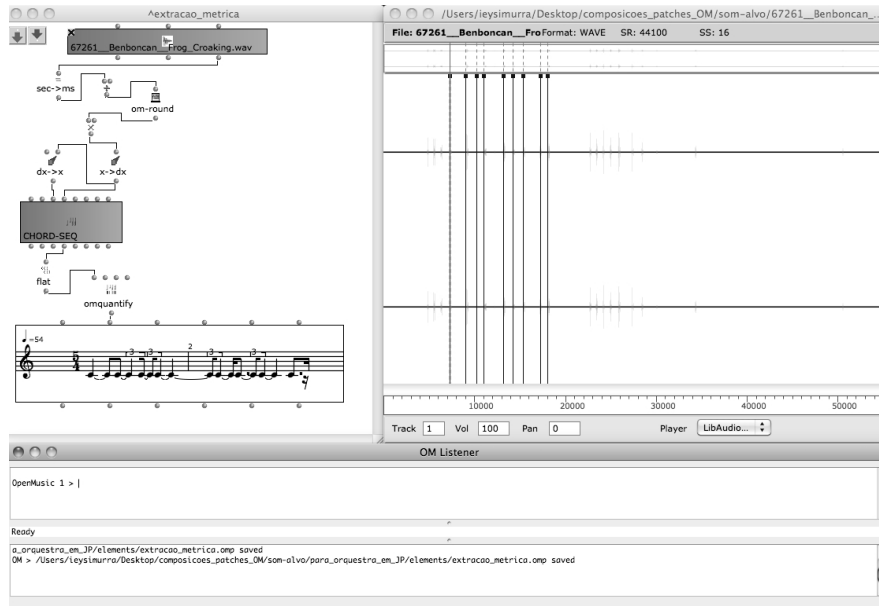 ^extracao_metrica
67261__Benboncan__Frog_Croaking.wav
sec->ms
om-round
dx->x
x->dx
CHORD-SEQ
flat
omquantify
=54
5
4
3
3
2
3
3
/Users/ieysimurra/Desktop/composicoes_patches_OM/som-alvo/67261__Benboncan_...
File: 67261__Benboncan__Fro Format: WAVE SR: 44100 SS: 16
10000 20000 30000 40000 50000
Track 1 Vol 100 Pan 0 Player LibAudio...
OM Listener
OpenMusic 1 > |
Ready
a_orquestra_em_JP/elements/extracao_metrica.omp saved
OM > /Users/ieysimurra/Desktop/composicoes_patches_OM/som-alvo/para_orquestra_em_JP/elements/extracao_metrica.omp saved